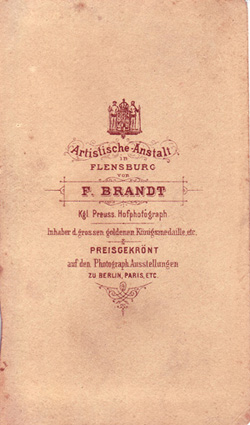 Artistische-Anstalt
IN
FLENSBURG
VON
F. BRANDT
Kgl. Preuss. Hofphotograph
Inhaber d. grossen goldenen Königsmedaille etc.
PREISGEKRÖNT
auf den Photograph. Ausstellungen
ZU BERLIN, PARIS, ETC.